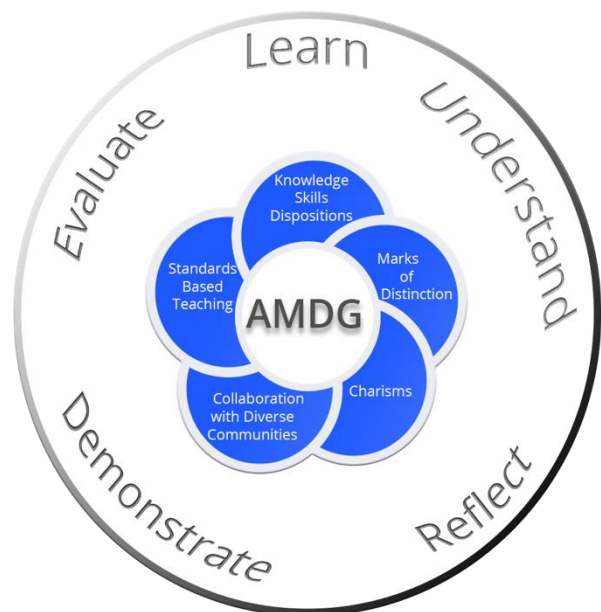 Learn
Understand
Reflect
Demonstrate
Evaluate
Knowledge
Skills
Dispositions
Marks
of
Distinction
Charisms
Collaboration
with Diverse
Communities
Standards
Based
Teaching
AMDG